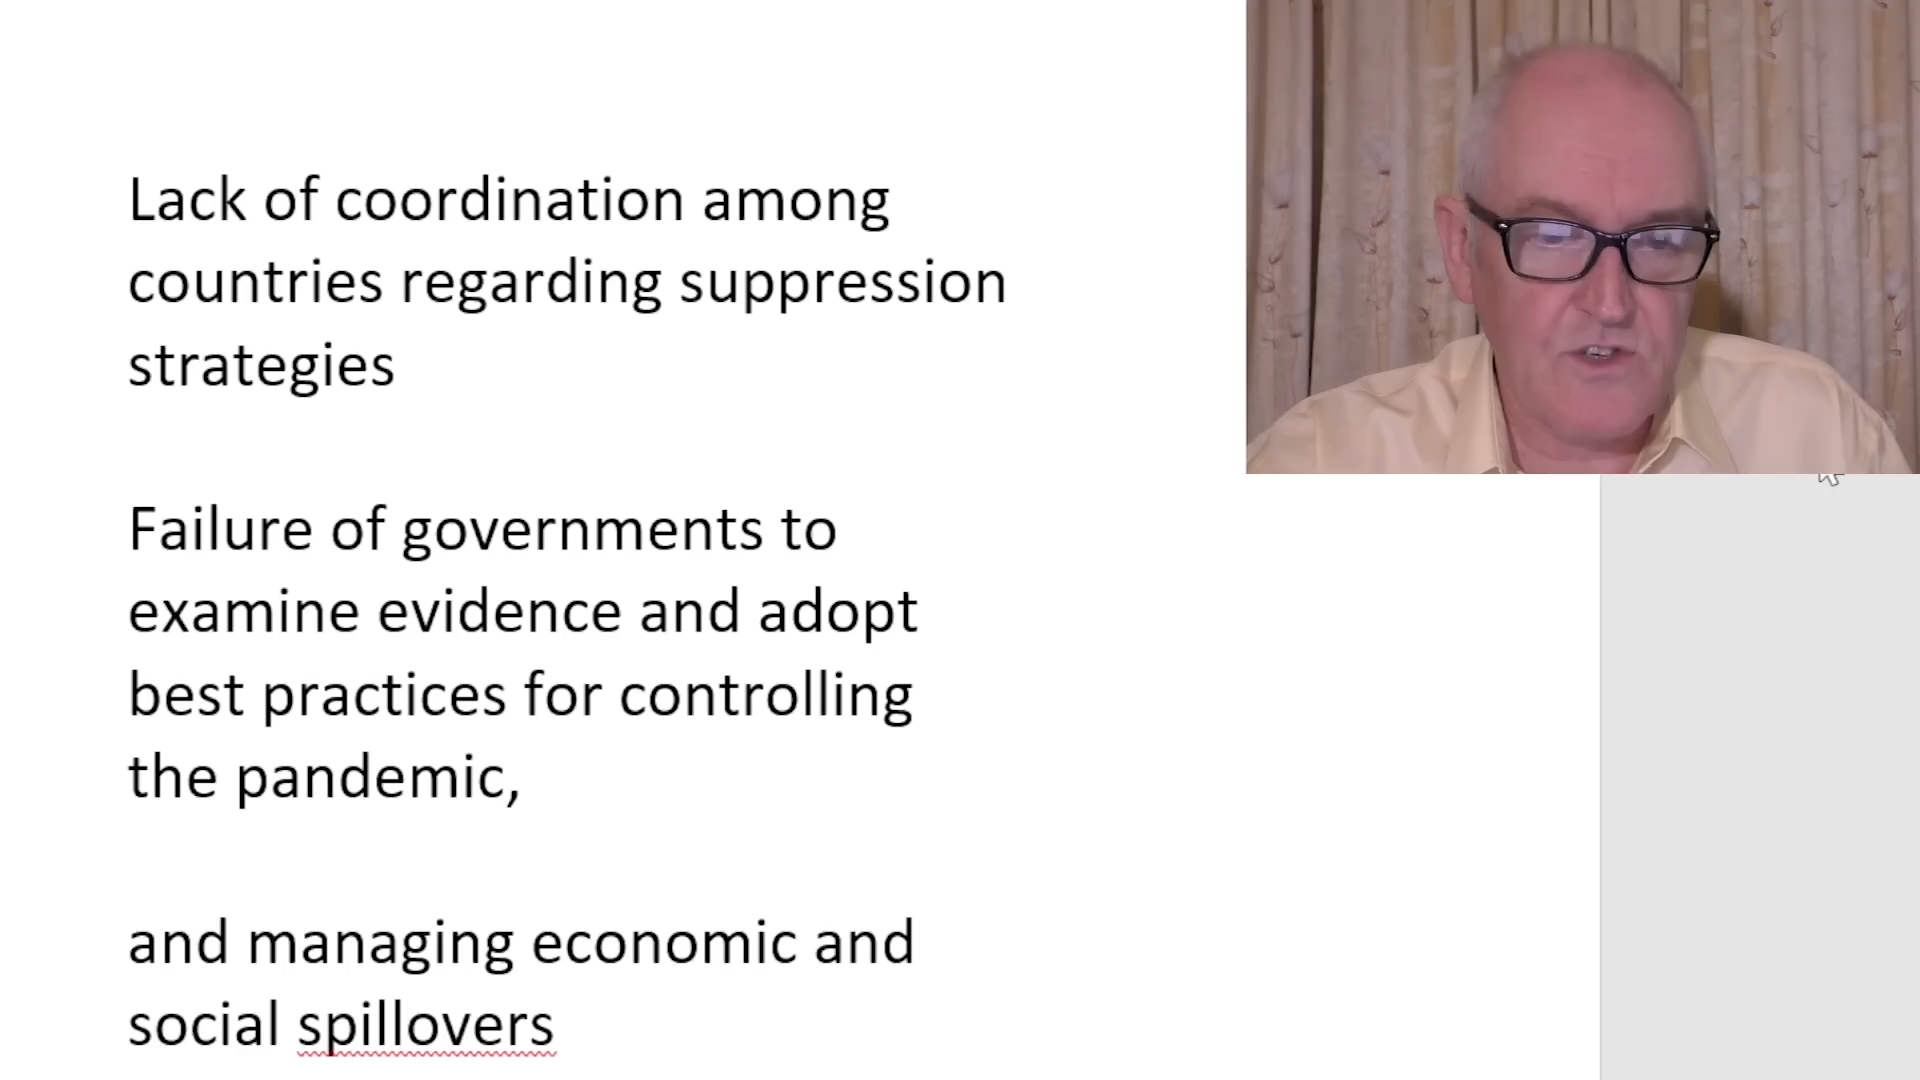 Lack of coordination among
countries regarding suppression
strategies
Failure of governments to
examine evidence and adopt
best practices for controlling
the pandemic,
and managing economic and
social spillovers